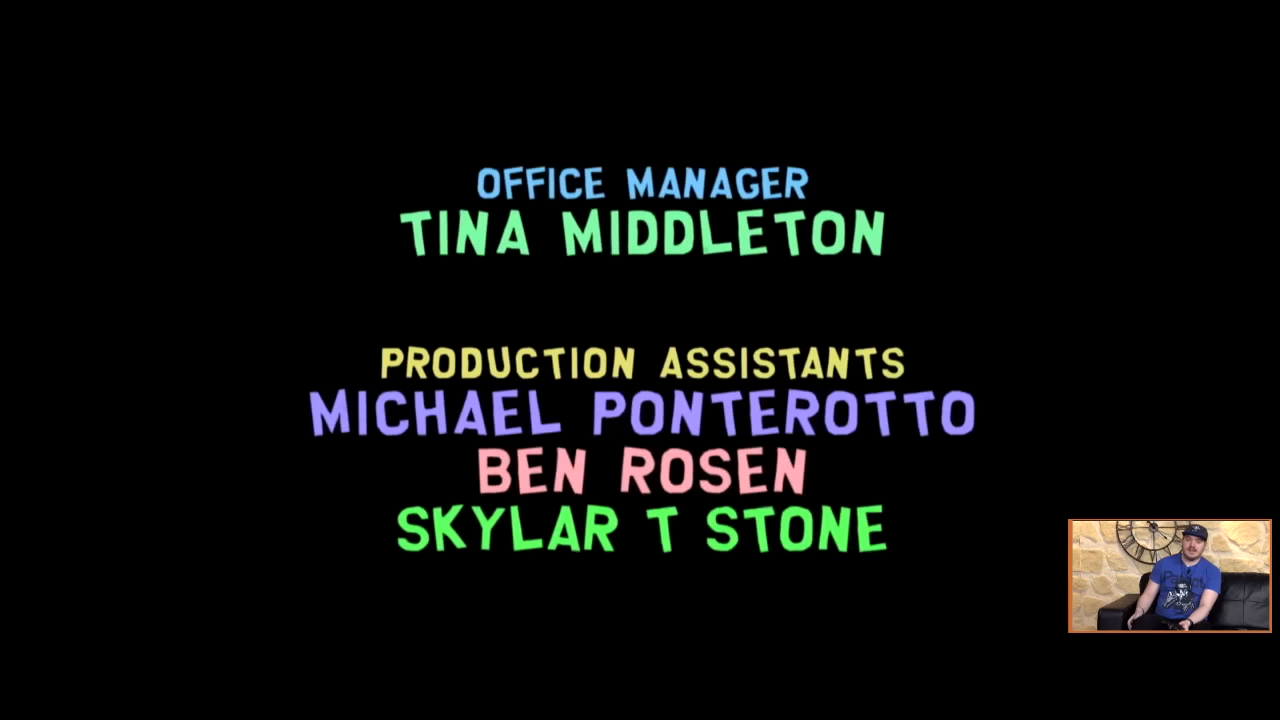 OFFICE MANAGER
TINA MIDDLETON
PRODUCTION ASSISTANTS
MICHAEL PONTEROTTO
BEN ROSEN
SKYLAR T STONE